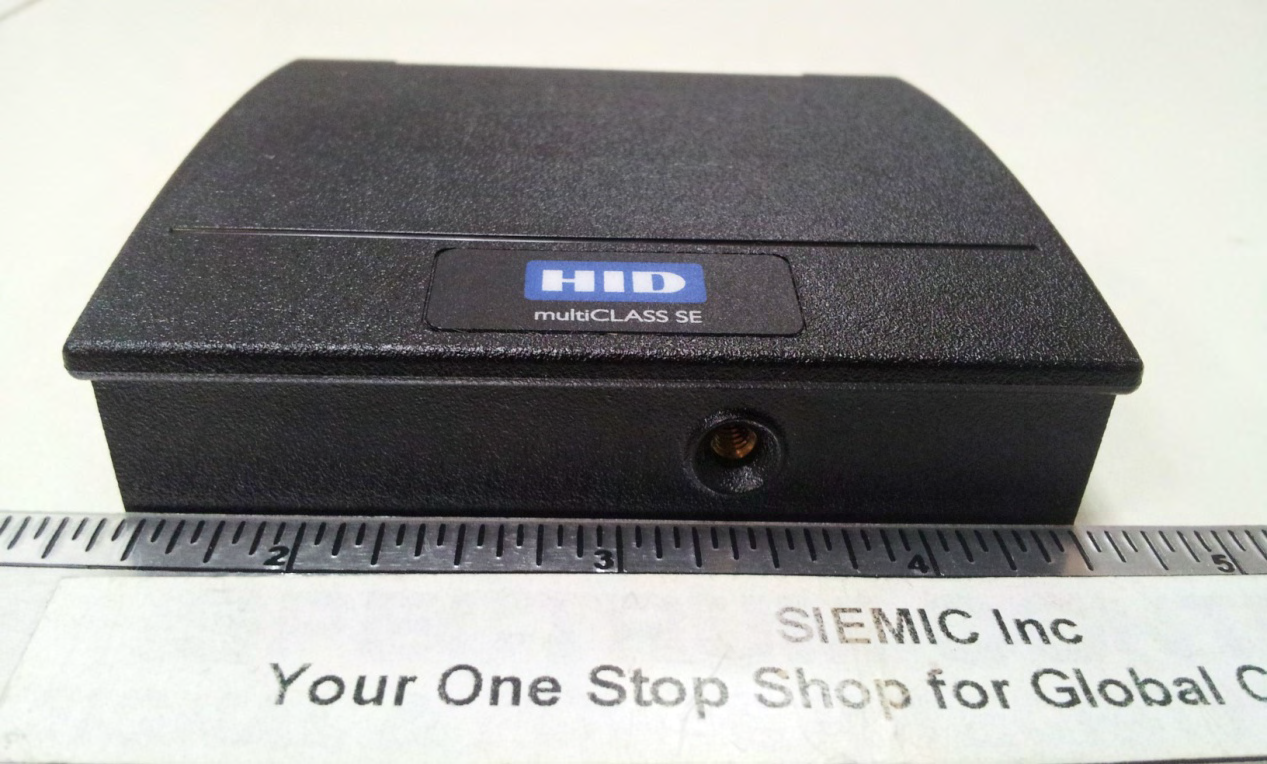 HID
multiCLASS SE
2 3 4 5
SIEMIC Inc
Your One Stop Shop for Global C